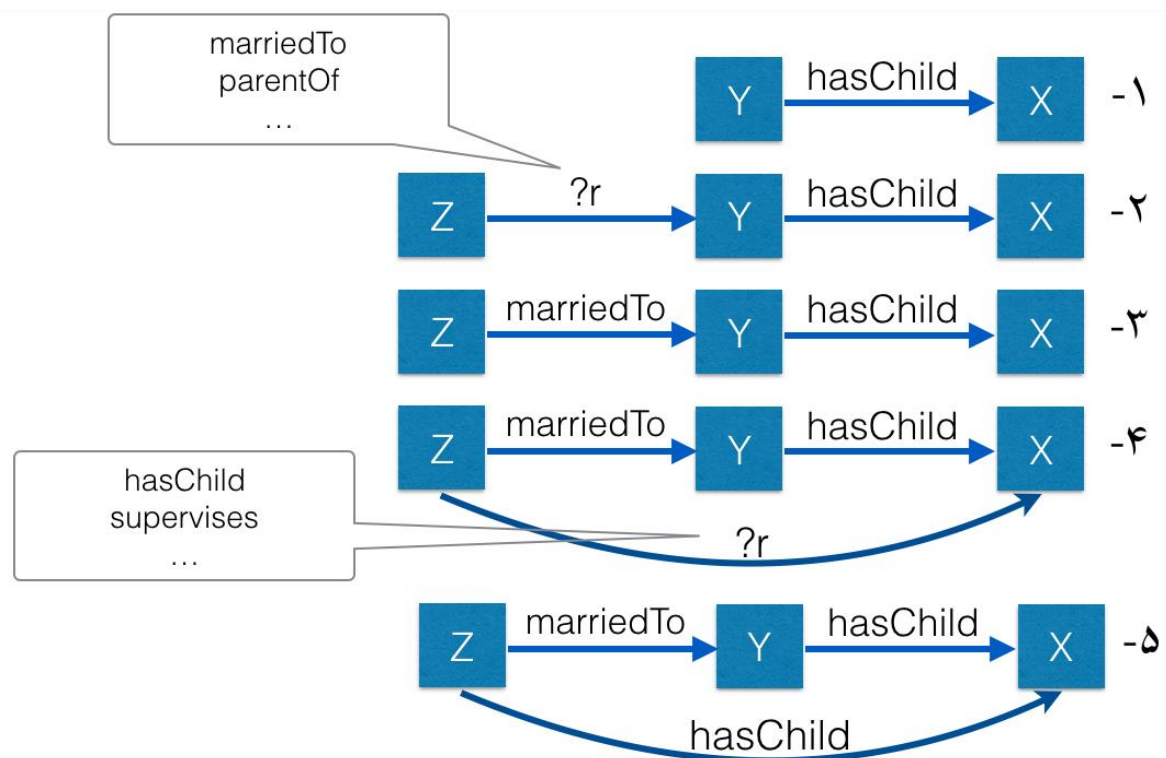 marriedTo
parentOf
...
Y hasChild X -۱
Z ?r Y hasChild X -۲
Z marriedTo Y hasChild X -۳
Z marriedTo Y hasChild X -۴
hasChild
supervises
...
?r
Z marriedTo Y hasChild X -۵
hasChild